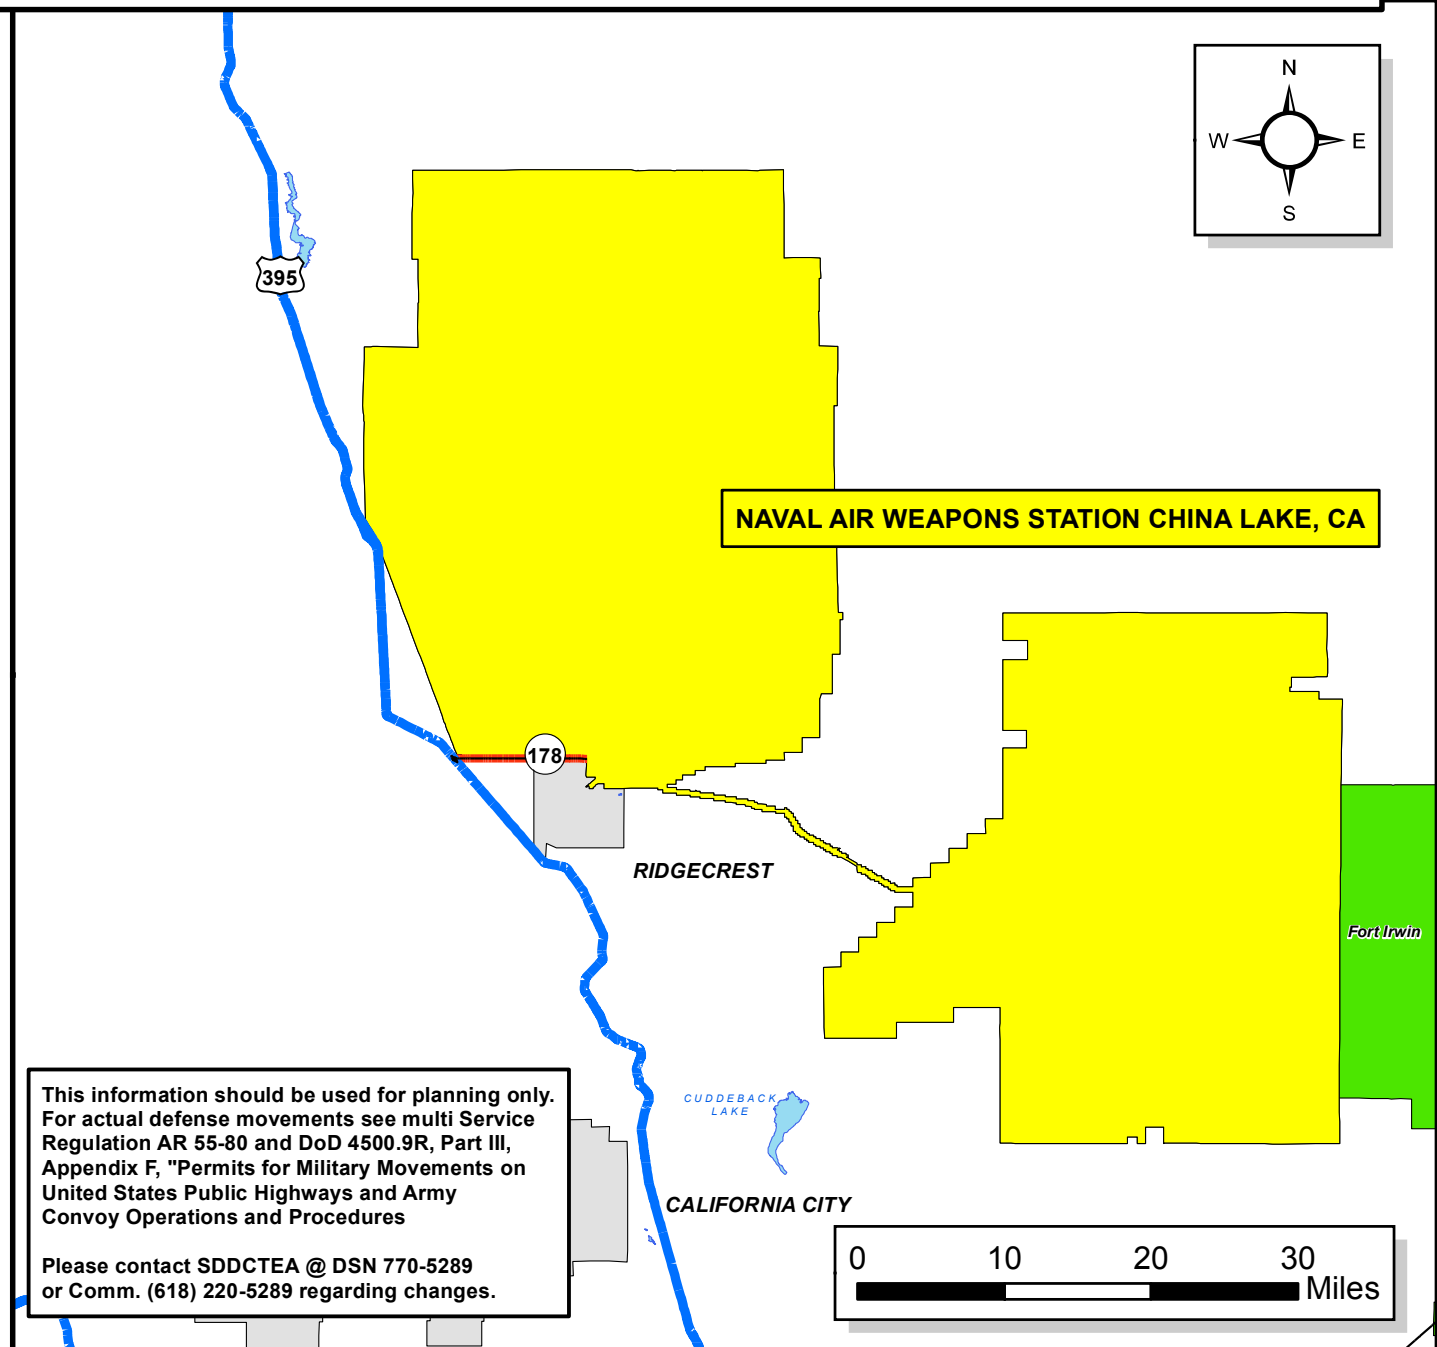 N
W E
S
395
NAVAL AIR WEAPONS STATION CHINA LAKE, CA
178
RIDGECREST
Fort Irwin
CUDDEBACK
LAKE
CALIFORNIA CITY
This information should be used for planning only.
For actual defense movements see multi Service
Regulation AR 55-80 and DoD 4500.9R, Part III,
Appendix F, "Permits for Military Movements on
United States Public Highways and Army
Convoy Operations and Procedures
Please contact SDDCTEA @ DSN 770-5289
or Comm. (618) 220-5289 regarding changes.
0 10 20 30
Miles